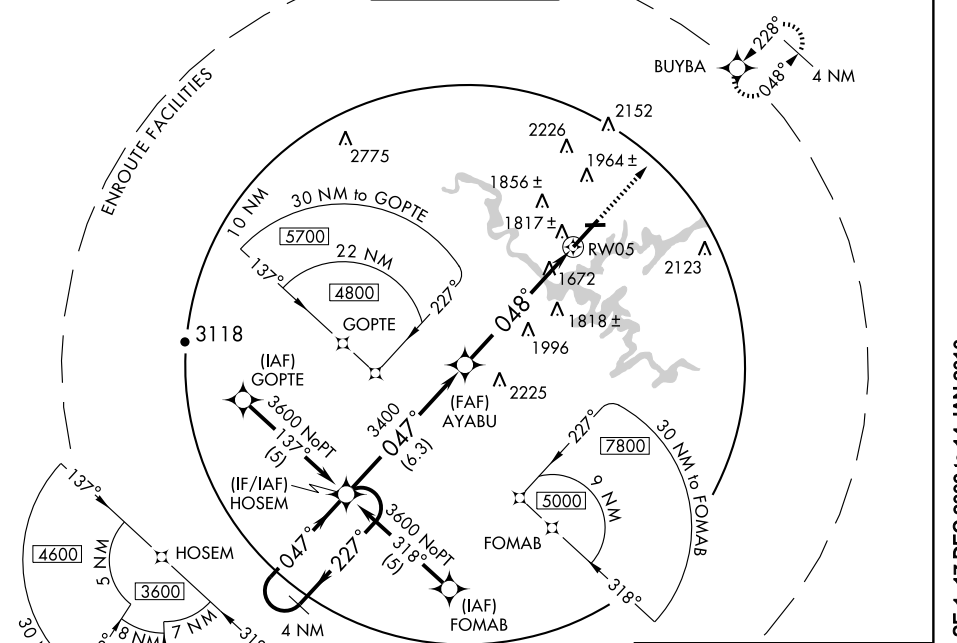 228°
BUYBA
048°
4 NM
ENROUTE FACILITIES
2152
2226
2775
1964 ±
10 NM
30 NM to GOPTE
1856 ±
5700
1817 ±
22 NM
RW05
137°
2123
227°
4800
1672
GOPTE
048°
1818 ±
3118
1996
(IAF)
GOPTE
2225
(FAF)
AYABU
3600 NoPT
137°
(5)
3400
047°
(6.3)
227°
30 NM to FOMAB
7800
(IF/IAF)
HOSEM
9 NM
5000
137°
3600 NoPT
318°
(5)
FOMAB
4600
5 NM
HOSEM
047°
227°
318°
3600
(IAF)
FOMAB
4 NM
7 NM
8 NM
30